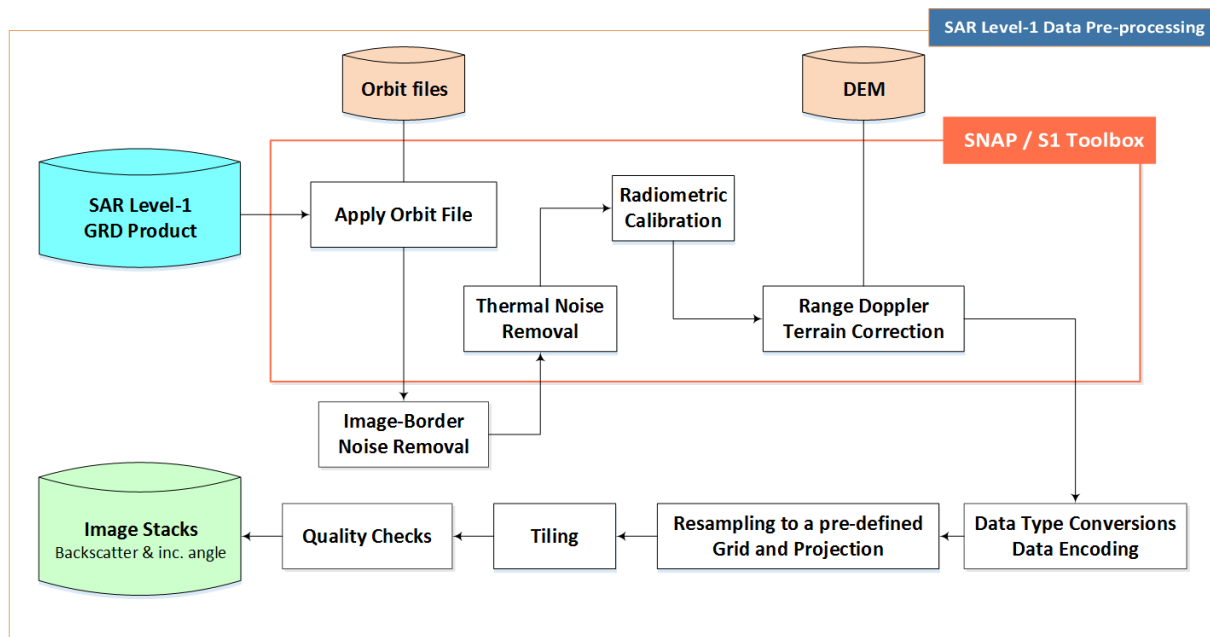 SAR Level-1 Data Pre-processing
Orbit files
DEM
SNAP / S1 Toolbox
SAR Level-1
GRD Product
Apply Orbit File
Radiometric
Calibration
Thermal Noise
Removal
Range Doppler
Terrain Correction
Image-Border
Noise Removal
Image Stacks
Backscatter & inc. angle
Quality Checks
Tiling
Resampling to a pre-defined
Grid and Projection
Data Type Conversions
Data Encoding